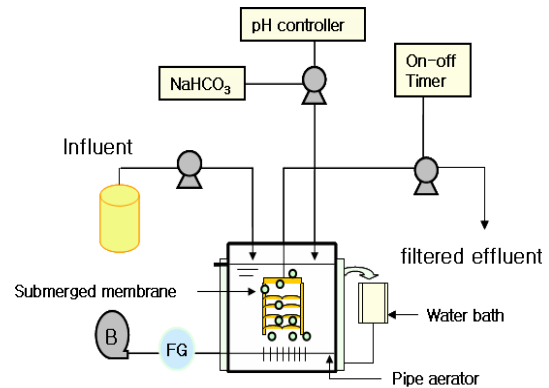 pH controller
NaHCO₃
On-off
Timer
Influent
filtered effluent
Submerged membrane
Water bath
B
FG
Pipe aerator